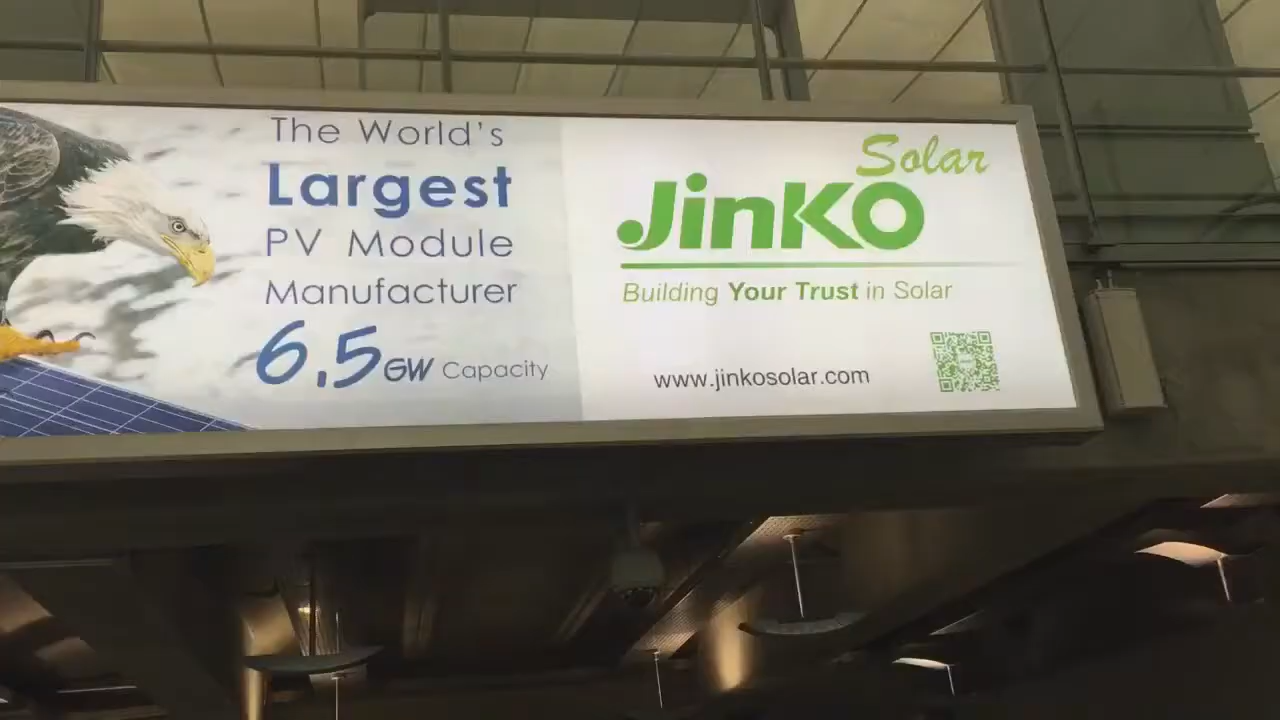 The World's
Largest
PV Module
Manufacturer
6.5GW Capacity
Solar
JinKO
Building Your Trust in Solar
www.jinkosolar.com